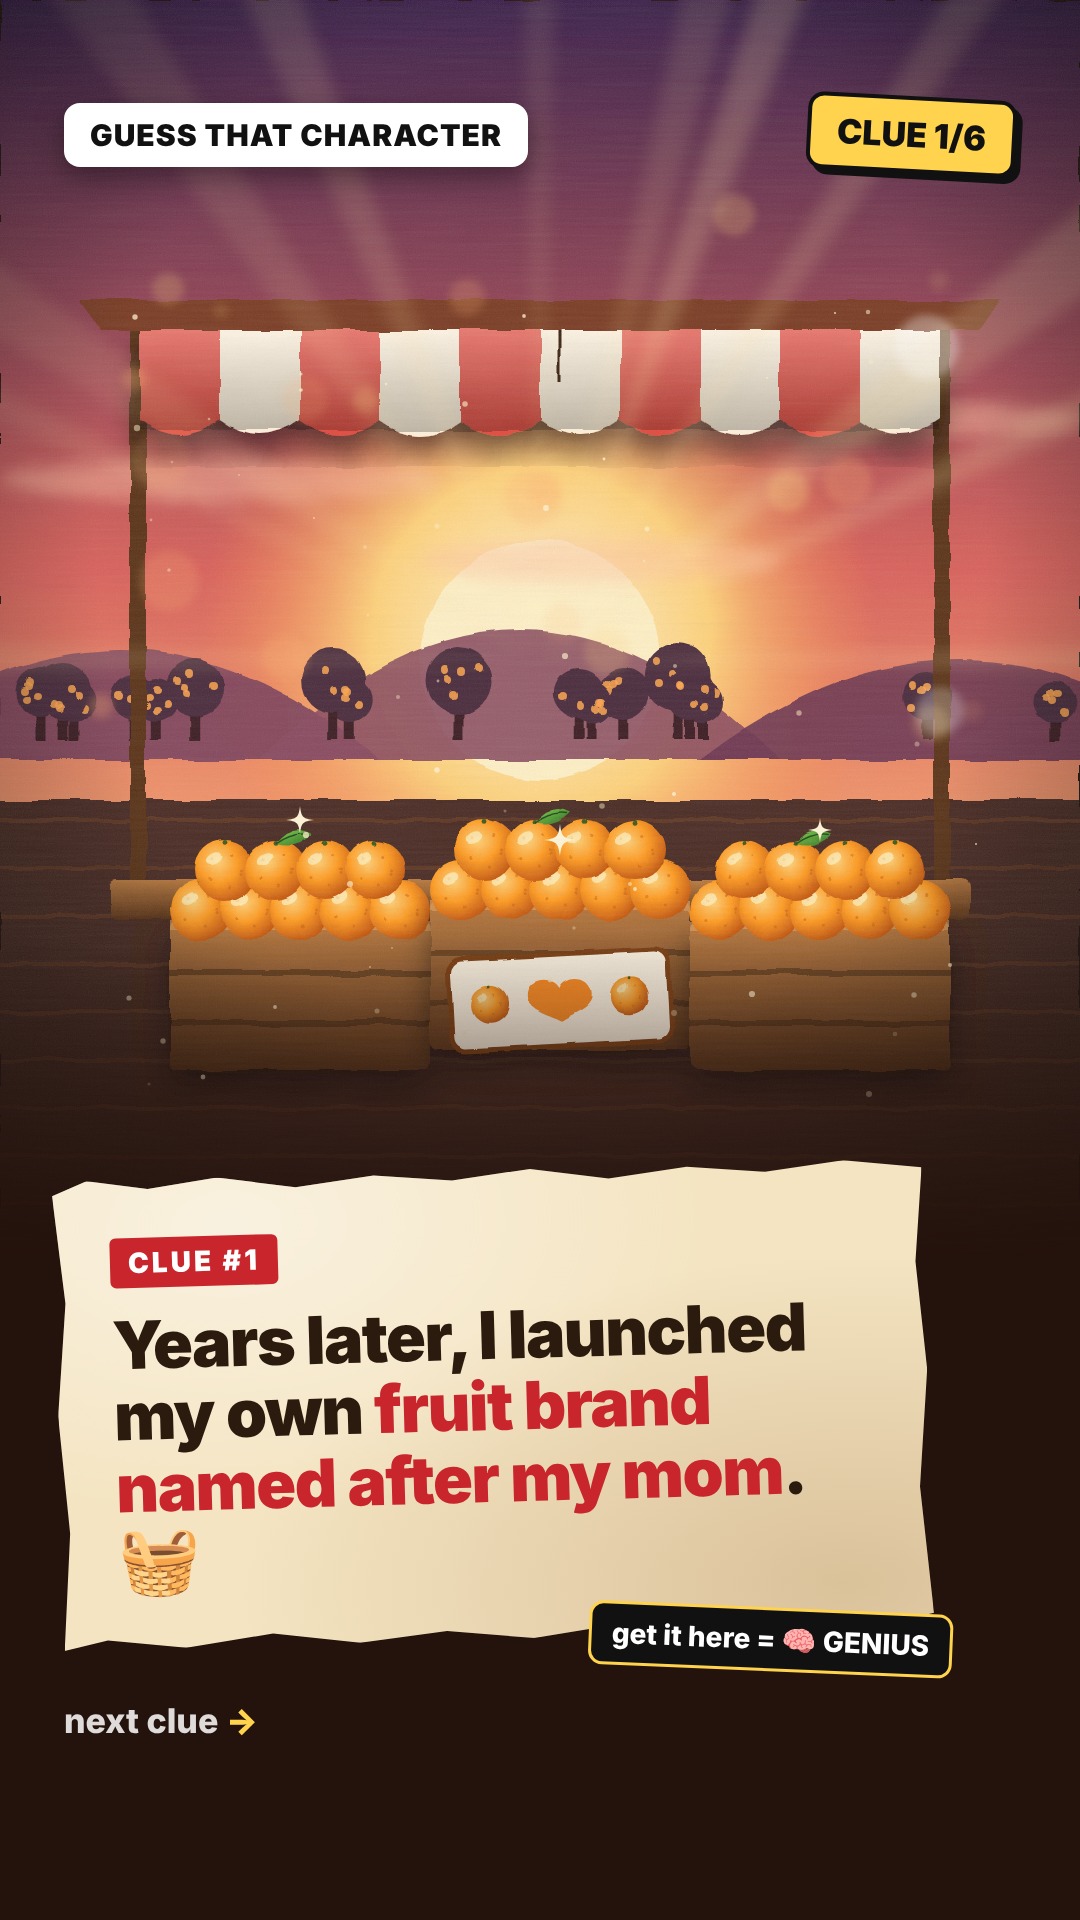 GUESS THAT CHARACTER
CLUE 1/6
CLUE #1
Years later, I launched
my own fruit brand
named after my mom.
🧺
get it here = 🧠 GENIUS
next clue →